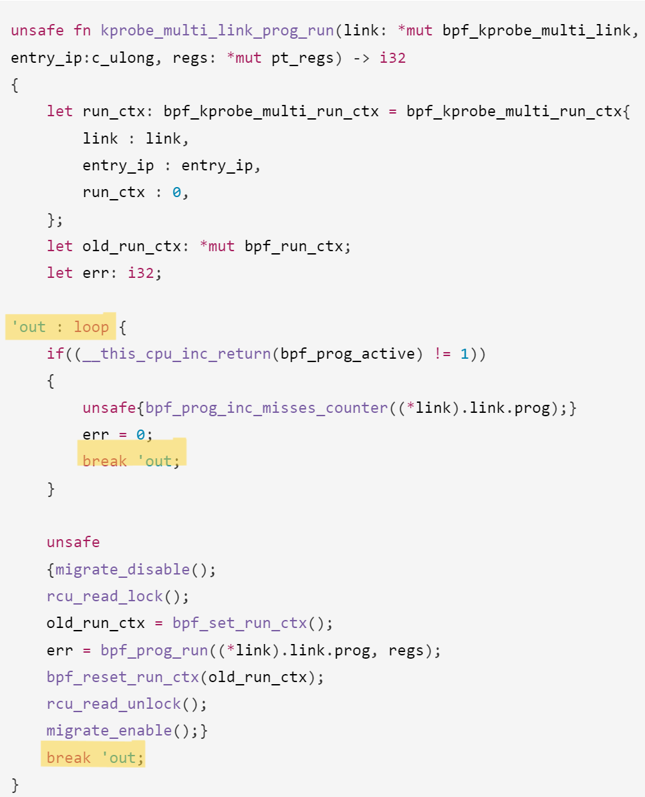 unsafe fn kprobe_multi_link_prog_run(link: *mut bpf_kprobe_multi_link,
entry_ip:c_ulong, regs: *mut pt_regs) -> i32
{
    let run_ctx: bpf_kprobe_multi_run_ctx = bpf_kprobe_multi_run_ctx{
        link : link,
        entry_ip : entry_ip,
        run_ctx : 0,
    };
    let old_run_ctx: *mut bpf_run_ctx;
    let err: i32;
'out : loop {
    if((__this_cpu_inc_return(bpf_prog_active) != 1))
    {
        unsafe{bpf_prog_inc_misses_counter((*link).link.prog);}
        err = 0;
        break 'out;
    }
    unsafe
    {migrate_disable();
    rcu_read_lock();
    old_run_ctx = bpf_set_run_ctx();
    err = bpf_prog_run((*link).link.prog, regs);
    bpf_reset_run_ctx(old_run_ctx);
    rcu_read_unlock();
    migrate_enable();}
    break 'out;
}